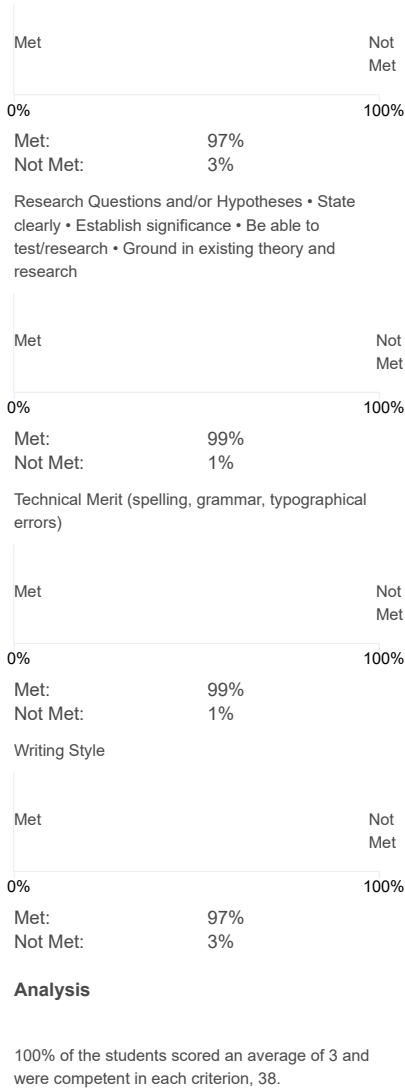 Met Not
Met
0% 100%
Met: 97%
Not Met: 3%
Research Questions and/or Hypotheses • State
clearly • Establish significance • Be able to
test/research • Ground in existing theory and
research
Met Not
Met
0% 100%
Met: 99%
Not Met: 1%
Technical Merit (spelling, grammar, typographical
errors)
Met Not
Met
0% 100%
Met: 99%
Not Met: 1%
Writing Style
Met Not
Met
0% 100%
Met: 97%
Not Met: 3%
Analysis
100% of the students scored an average of 3 and
were competent in each criterion, 38.